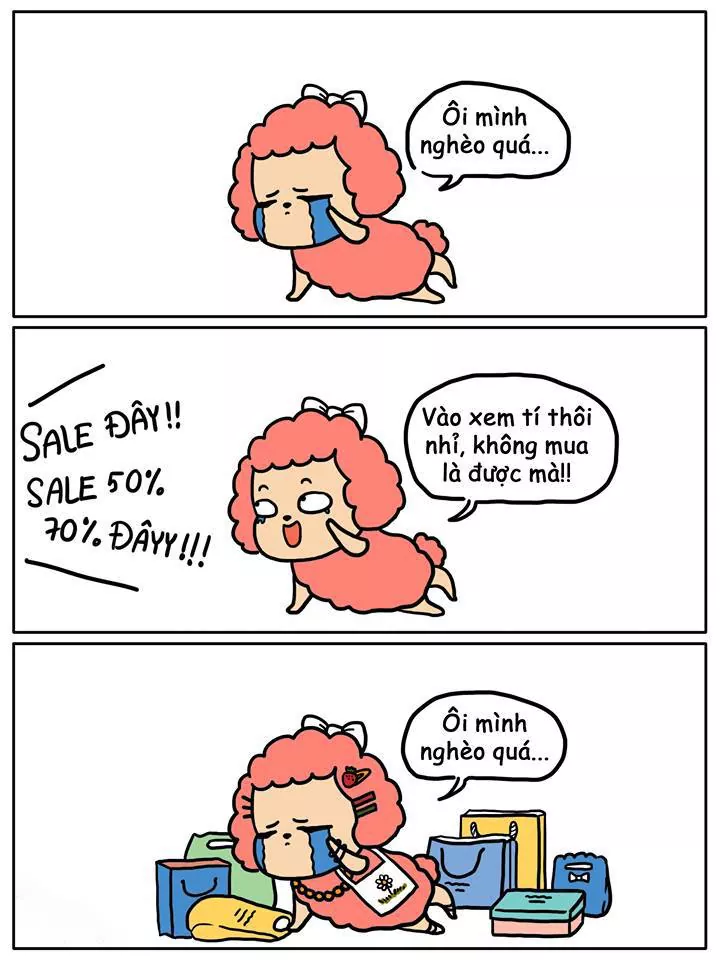 Ôi mình
nghèo quá...
SALE ĐÂY!!
SALE 50%
70% ĐÂYY!!!
Vào xem tí thôi
nhỉ, không mua
là được mà!!
Ôi mình
nghèo quá...